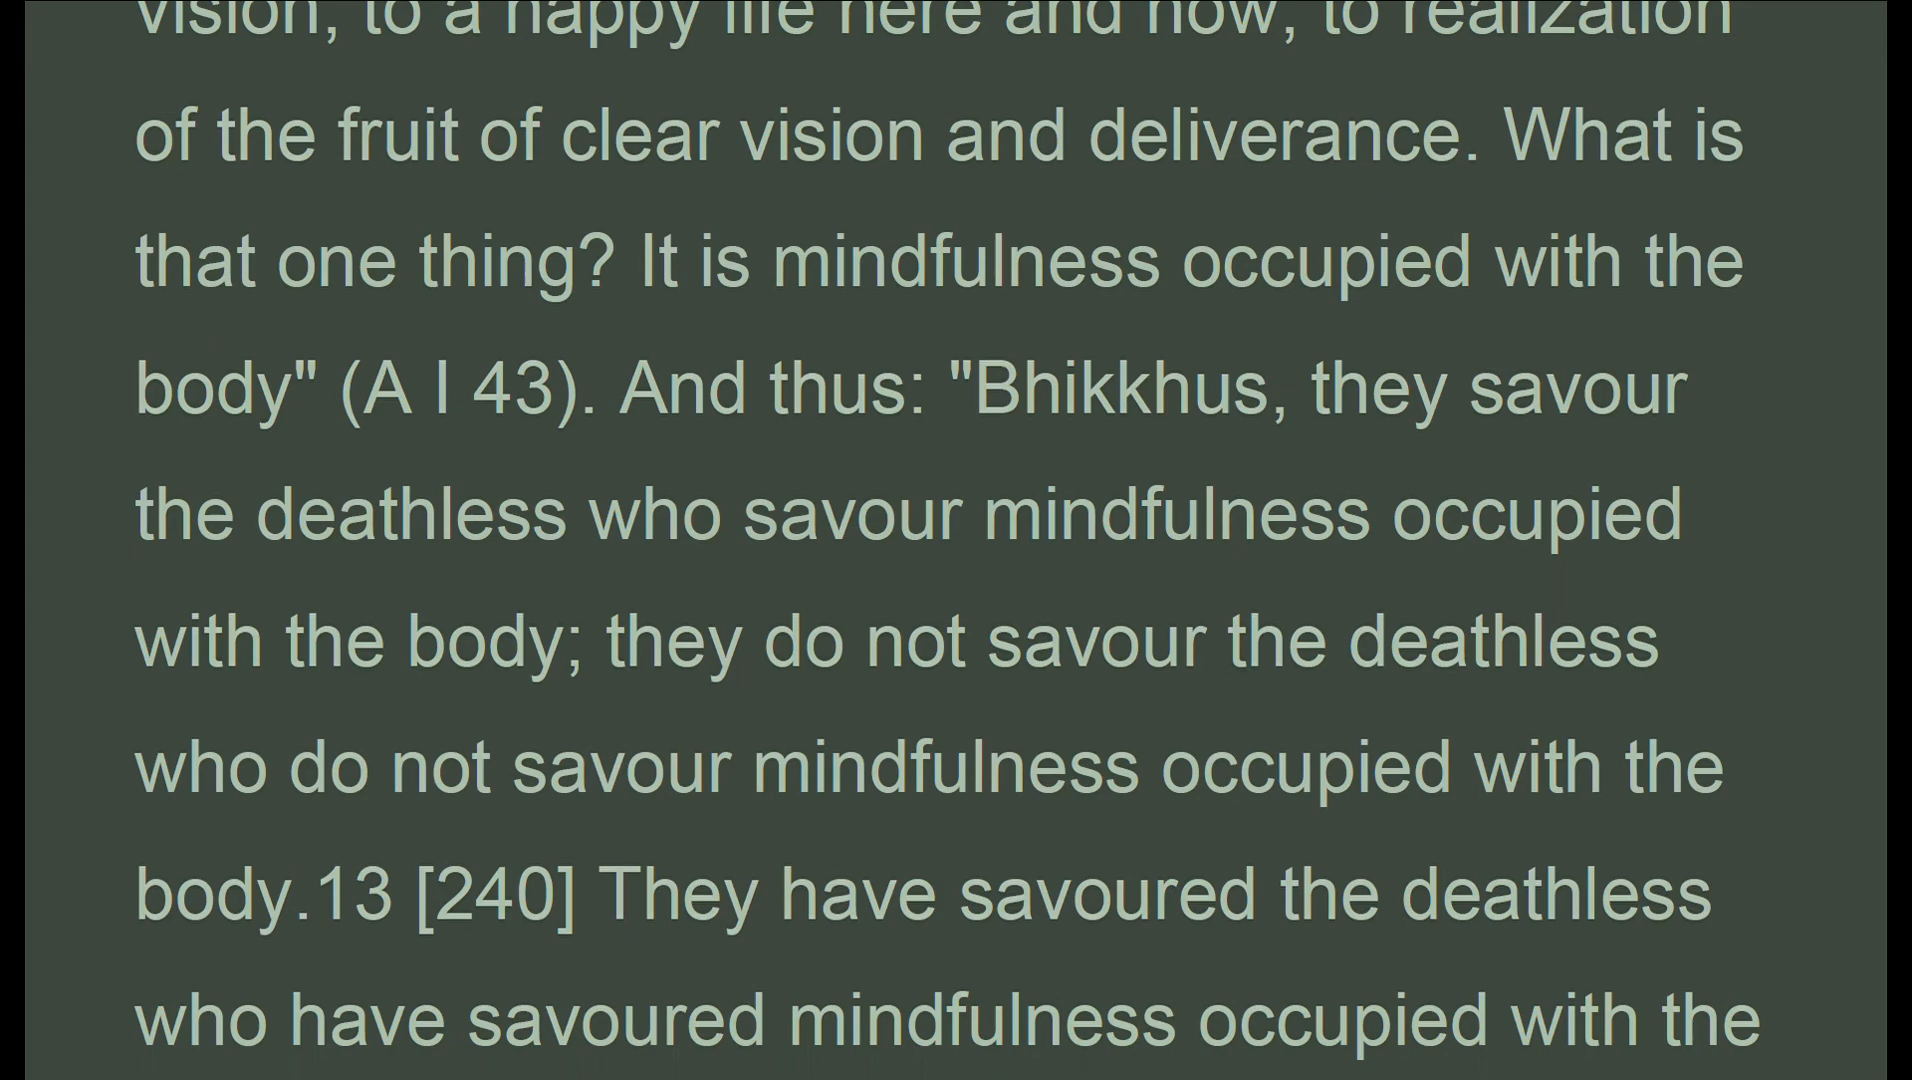 vision, to a happy life here and now, to realization
of the fruit of clear vision and deliverance. What is
that one thing? It is mindfulness occupied with the
body" (A I 43). And thus: "Bhikkhus, they savour
the deathless who savour mindfulness occupied
with the body; they do not savour the deathless
who do not savour mindfulness occupied with the
body.13 [240] They have savoured the deathless
who have savoured mindfulness occupied with the